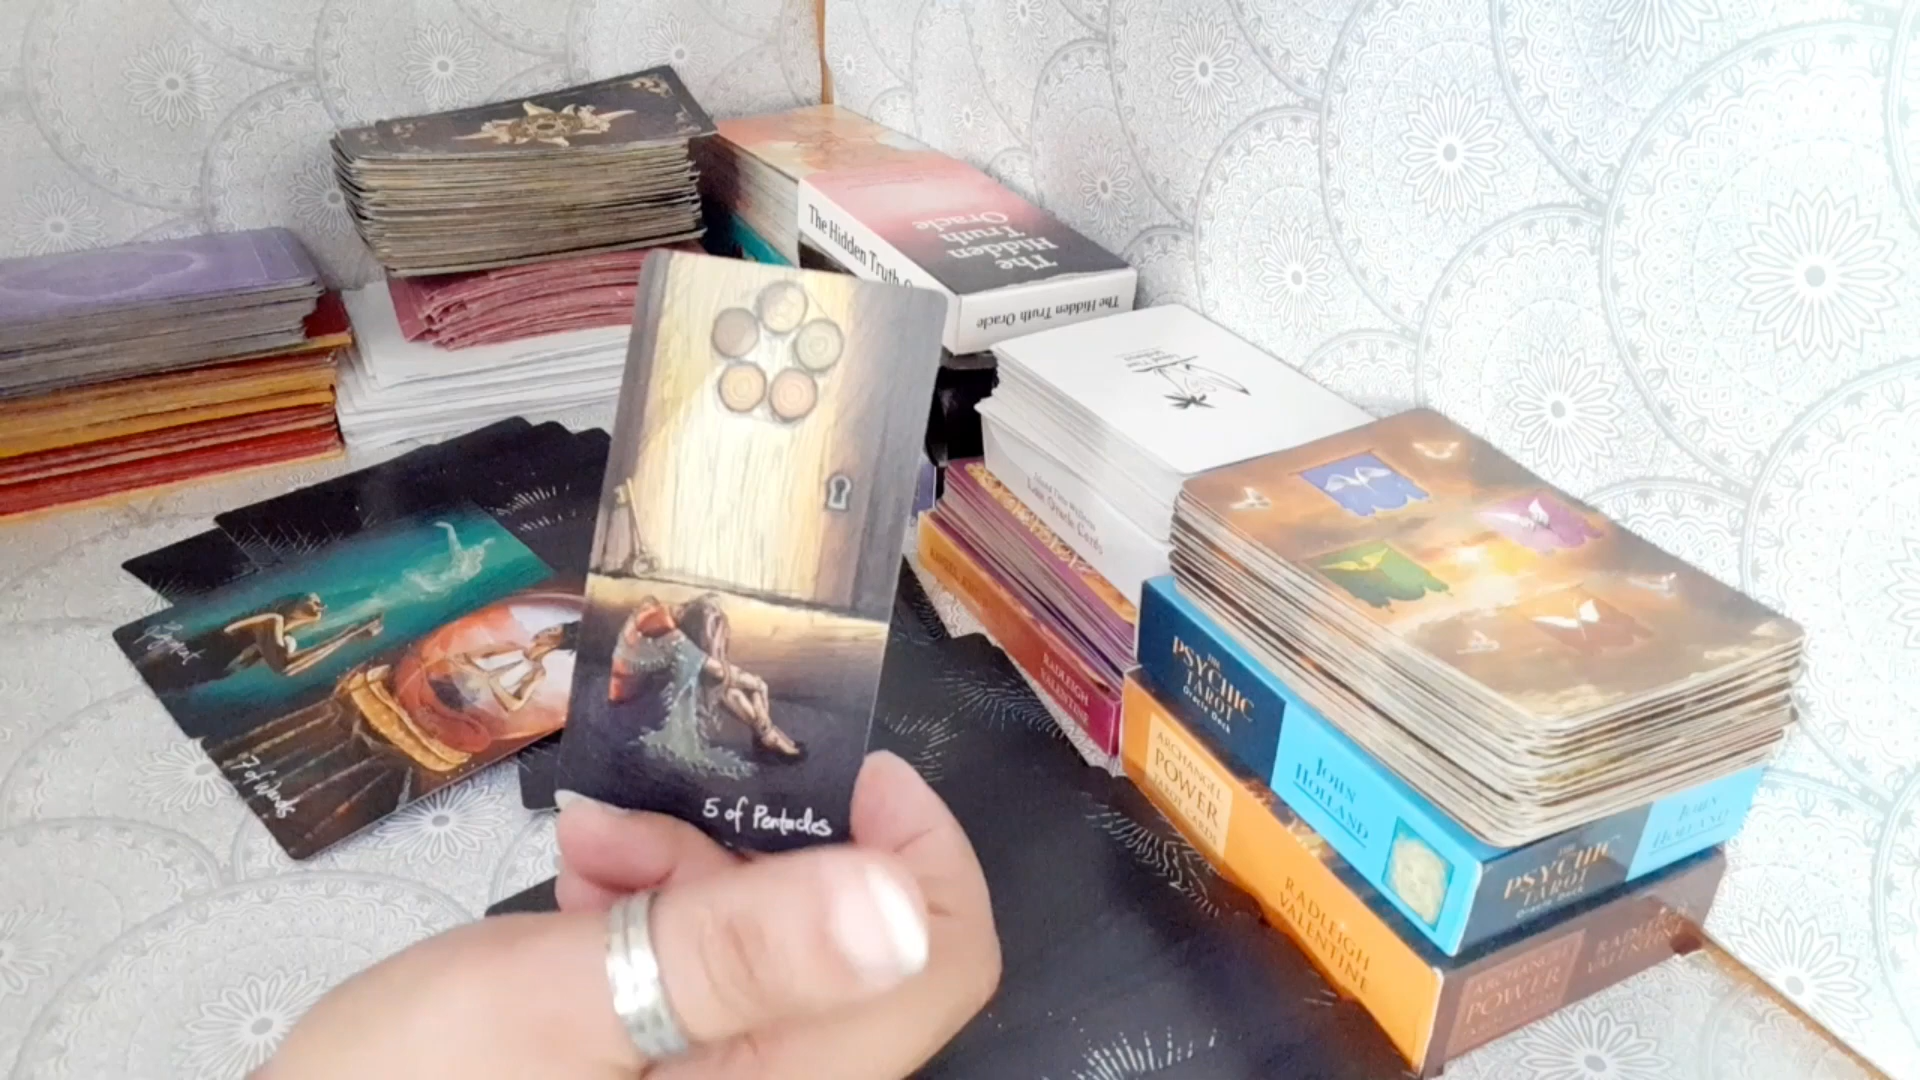 The Hidden Truth
The
Hidden
Truth
Oracle
The Hidden Truth Oracle
Judgement
7 of Wands
5 of Pentacles
Oracle Cards
RADLEIGH
VALENTINE
THE
PSYCHIC
TAROT
Oracle Deck
JOHN
HOLLAND
THE
PSYCHIC
TAROT
Oracle Deck
JOHN
HOLLAND
ARCHANGEL
POWER
TAROT CARDS
RADLEIGH
VALENTINE
ARCHANGEL
POWER
TAROT
RADLEIGH
VALENTINE